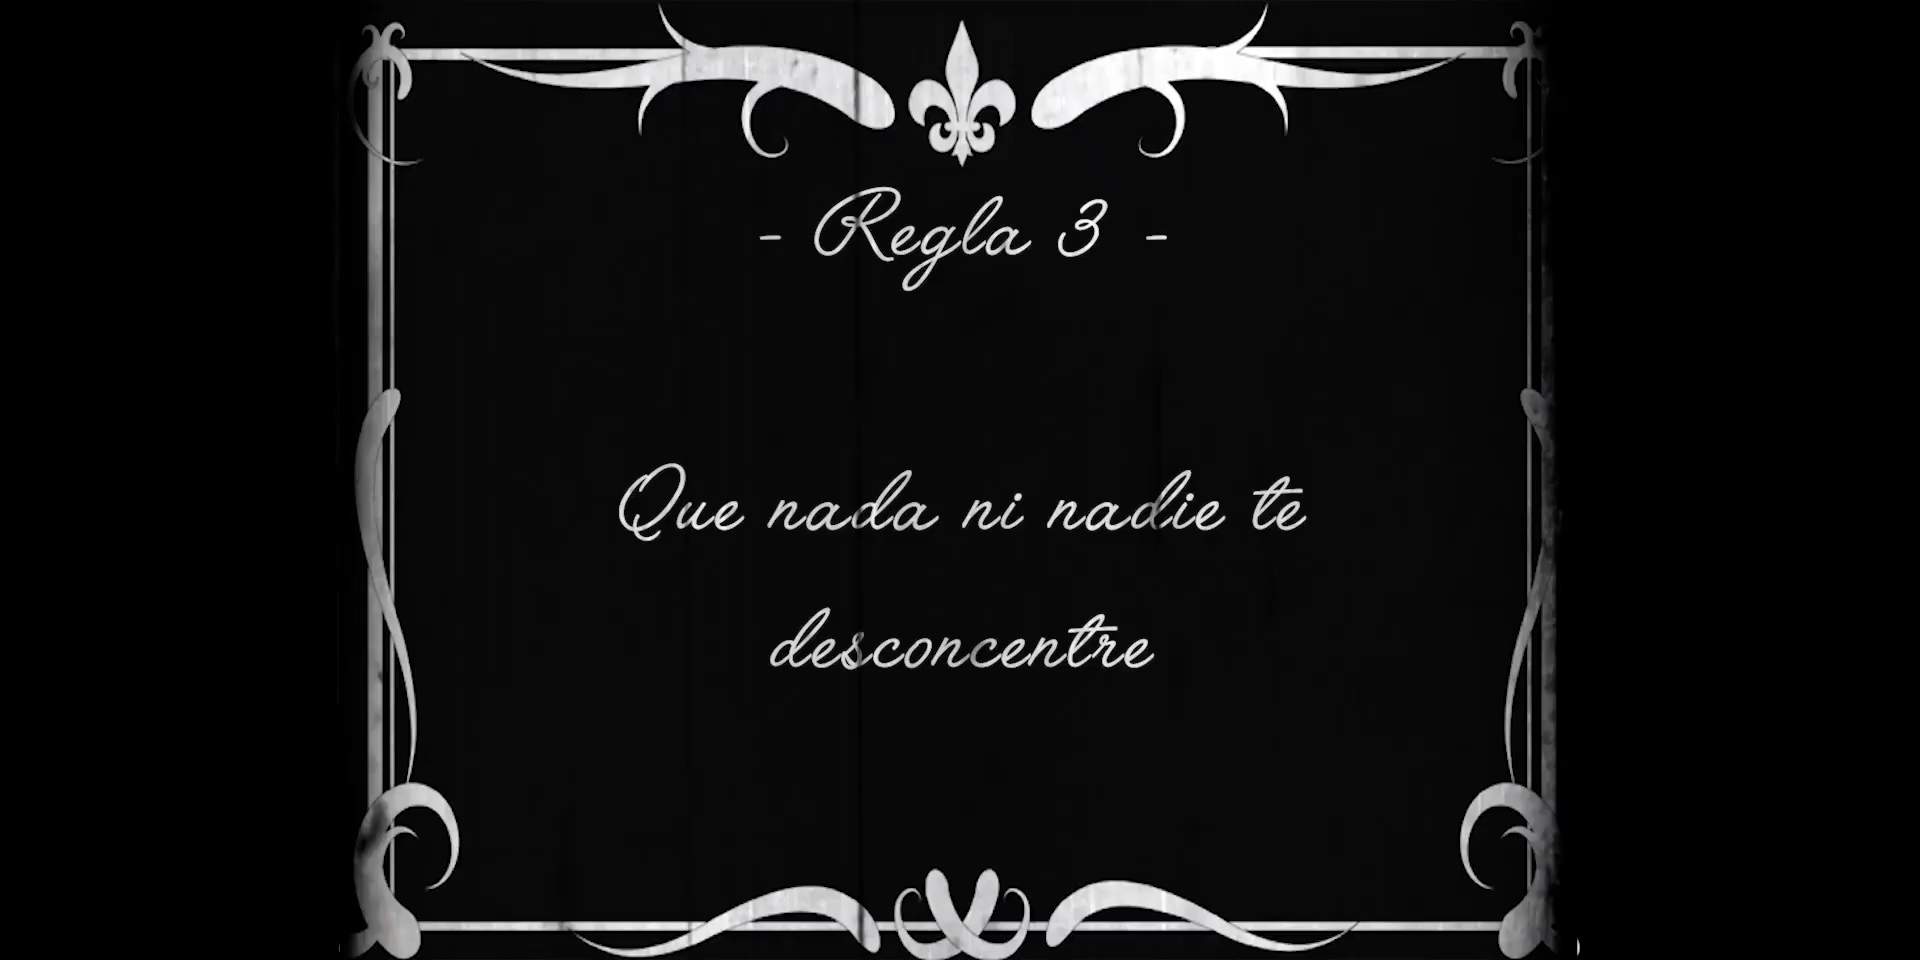 - Regla 3 -
Que nada ni nadie te
desconcentre